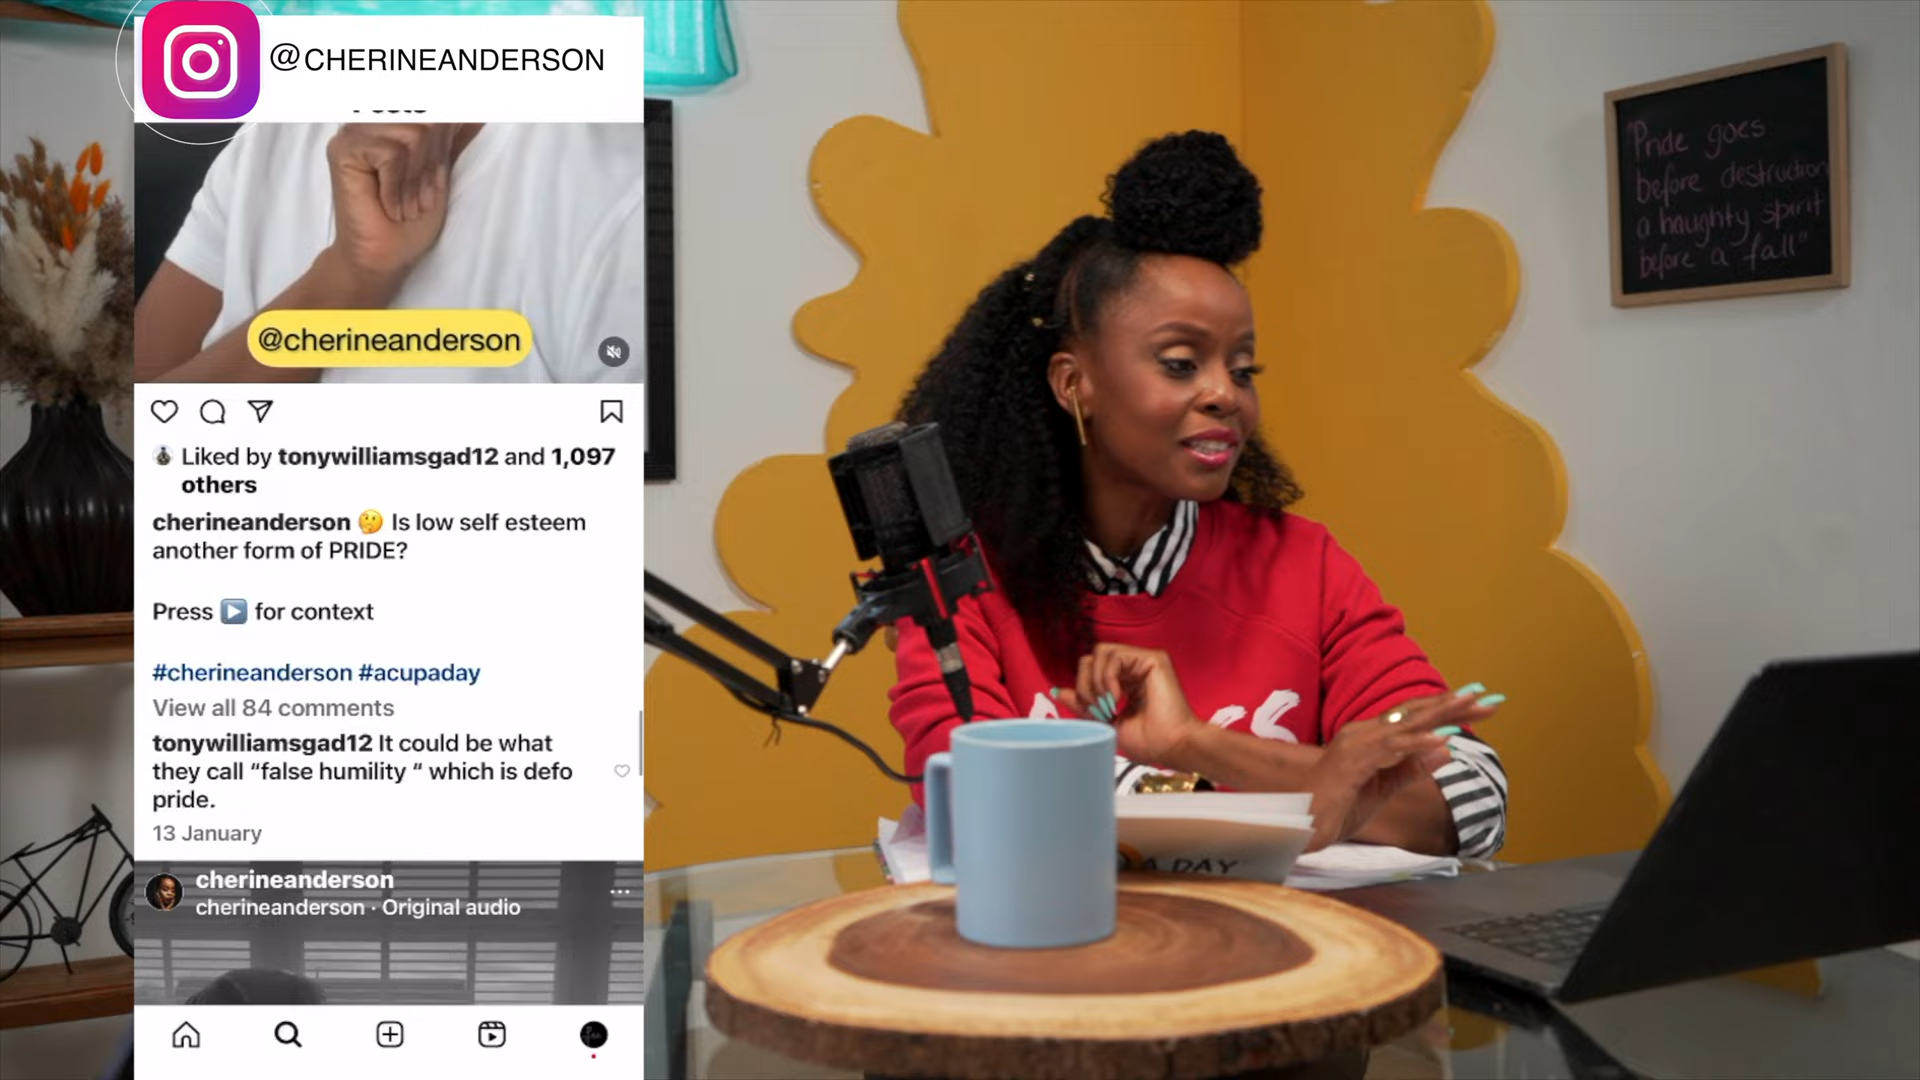 @CHERINEANDERSON
@cherineanderson
Liked by tonywilliamsgad12 and 1,097
others
cherineanderson 🤔 Is low self esteem
another form of PRIDE?
Press ▶️ for context
#cherineanderson #acupaday
View all 84 comments
tonywilliamsgad12 It could be what
they call “false humility “ which is defo
pride.
13 January
cherineanderson
cherineanderson · Original audio
"Pride goes
before destruction
a haughty spirit
before a fall"
A DAY